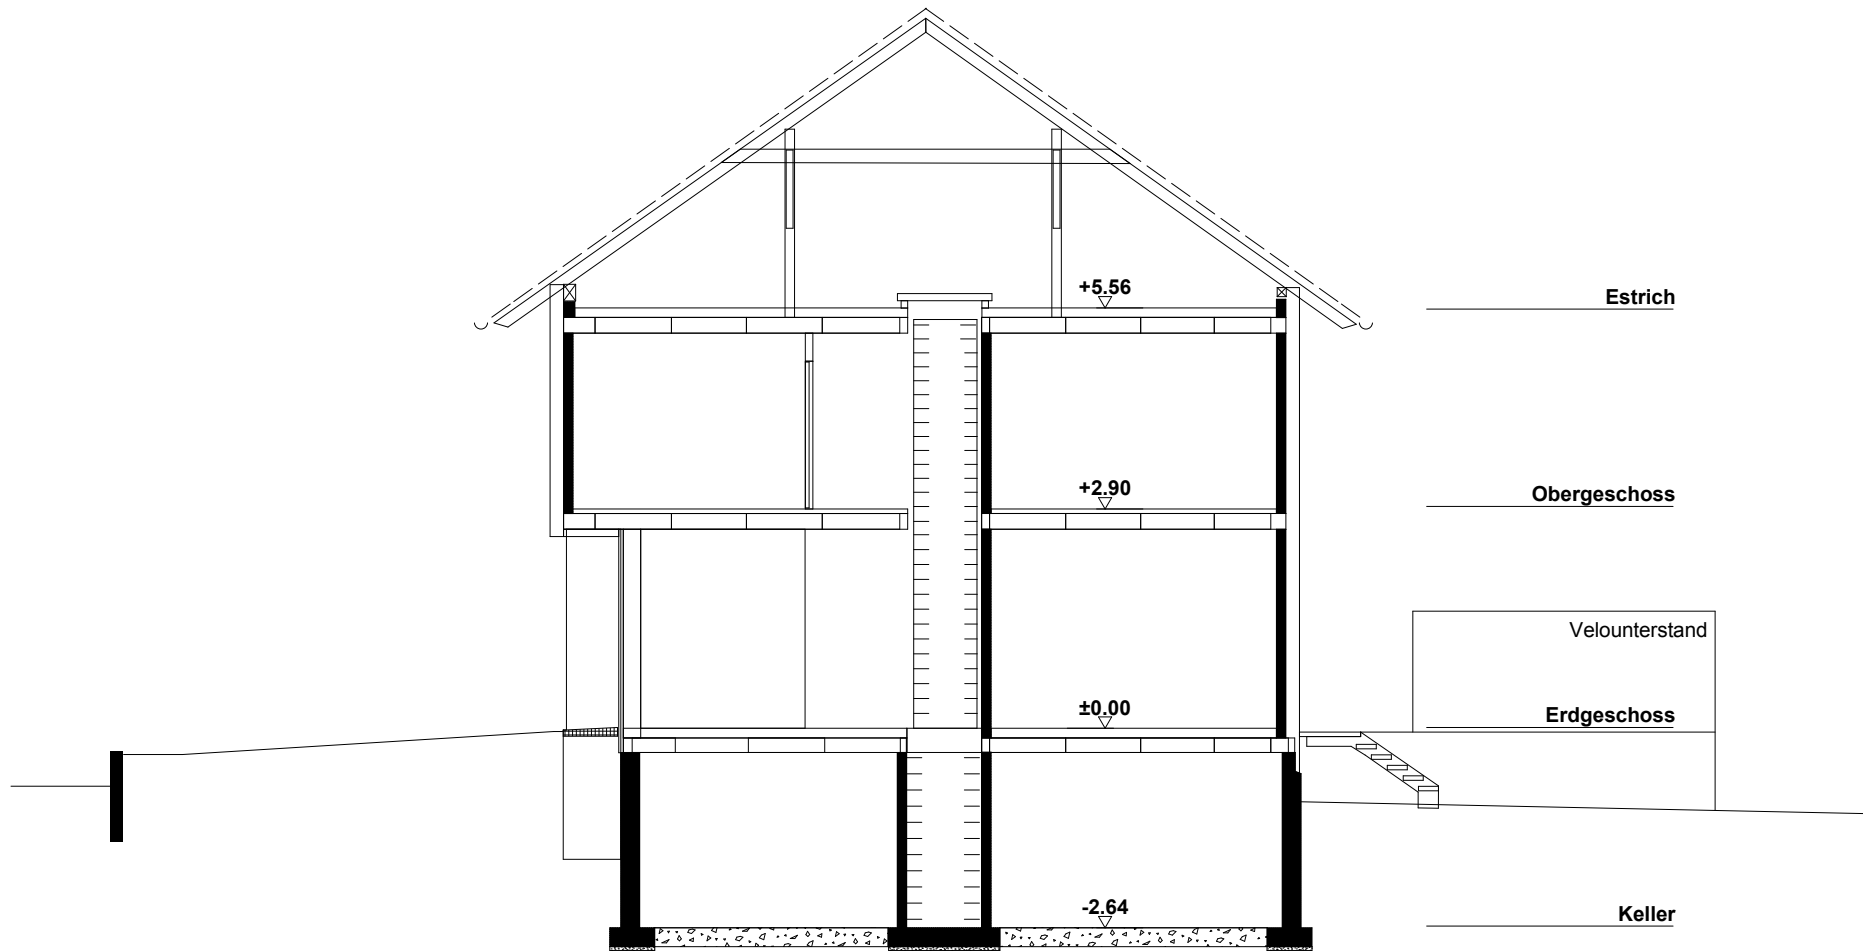 +5.56
Estrich
+2.90
Obergeschoss
Velounterstand
±0.00
Erdgeschoss
-2.64
Keller